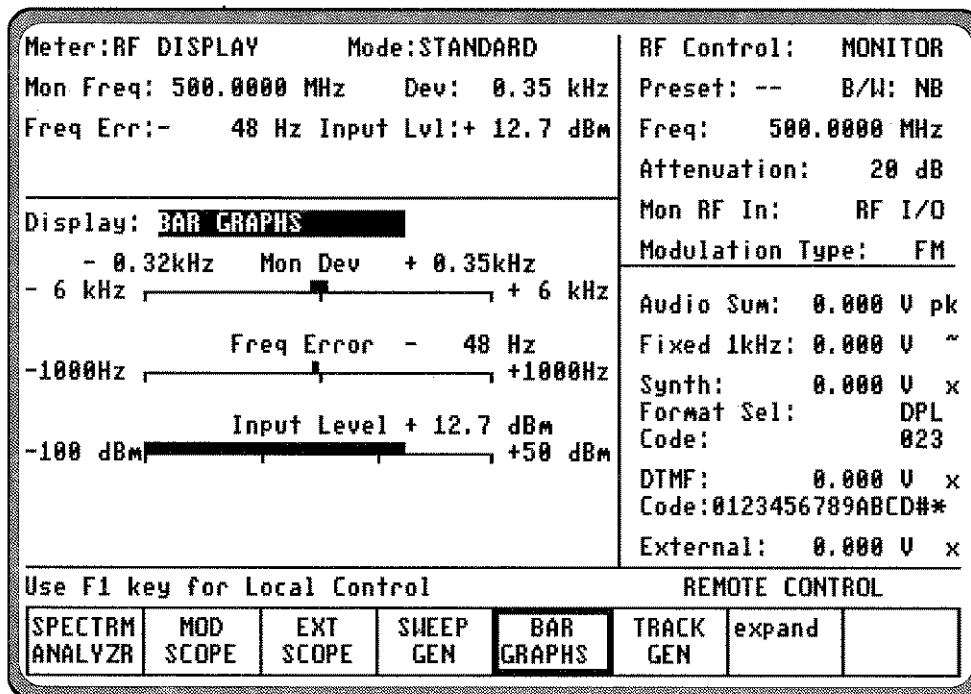 Meter:RF DISPLAY Mode:STANDARD
Mon Freq: 500.0000 MHz Dev: 0.35 kHz
Freq Err:- 48 Hz Input Lvl:+ 12.7 dBm
Display: BAR GRAPHS
- 0.32kHz Mon Dev + 0.35kHz
- 6 kHz + 6 kHz
Freq Error - 48 Hz
-1000Hz +1000Hz
Input Level + 12.7 dBm
-100 dBm +50 dBm
RF Control: MONITOR
Preset: -- B/W: NB
Freq: 500.0000 MHz
Attenuation: 20 dB
Mon RF In: RF I/O
Modulation Type: FM
Audio Sum: 0.000 V pk
Fixed 1kHz: 0.000 V ~
Synth: 0.000 V x
Format Sel: DPL
Code: 023
DTMF: 0.000 V x
Code:0123456789ABCD#*
External: 0.000 V x
Use F1 key for Local Control REMOTE CONTROL
SPECTRM ANALYZR
MOD SCOPE
EXT SCOPE
SWEEP GEN
BAR GRAPHS
TRACK GEN
expand